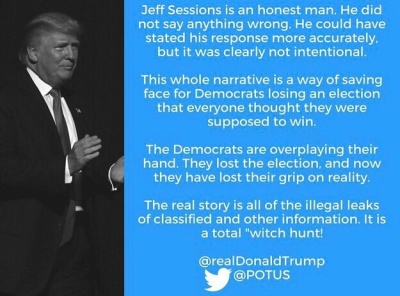 Jeff Sessions is an honest man. He did
not say anything wrong. He could have
stated his response more accurately,
but it was clearly not intentional.
This whole narrative is a way of saving
face for Democrats losing an election
that everyone thought they were
supposed to win.
The Democrats are overplaying their
hand. They lost the election, and now
they have lost their grip on reality.
The real story is all of the illegal leaks
of classified and other information. It is
a total "witch hunt!
@realDonaldTrump
@POTUS